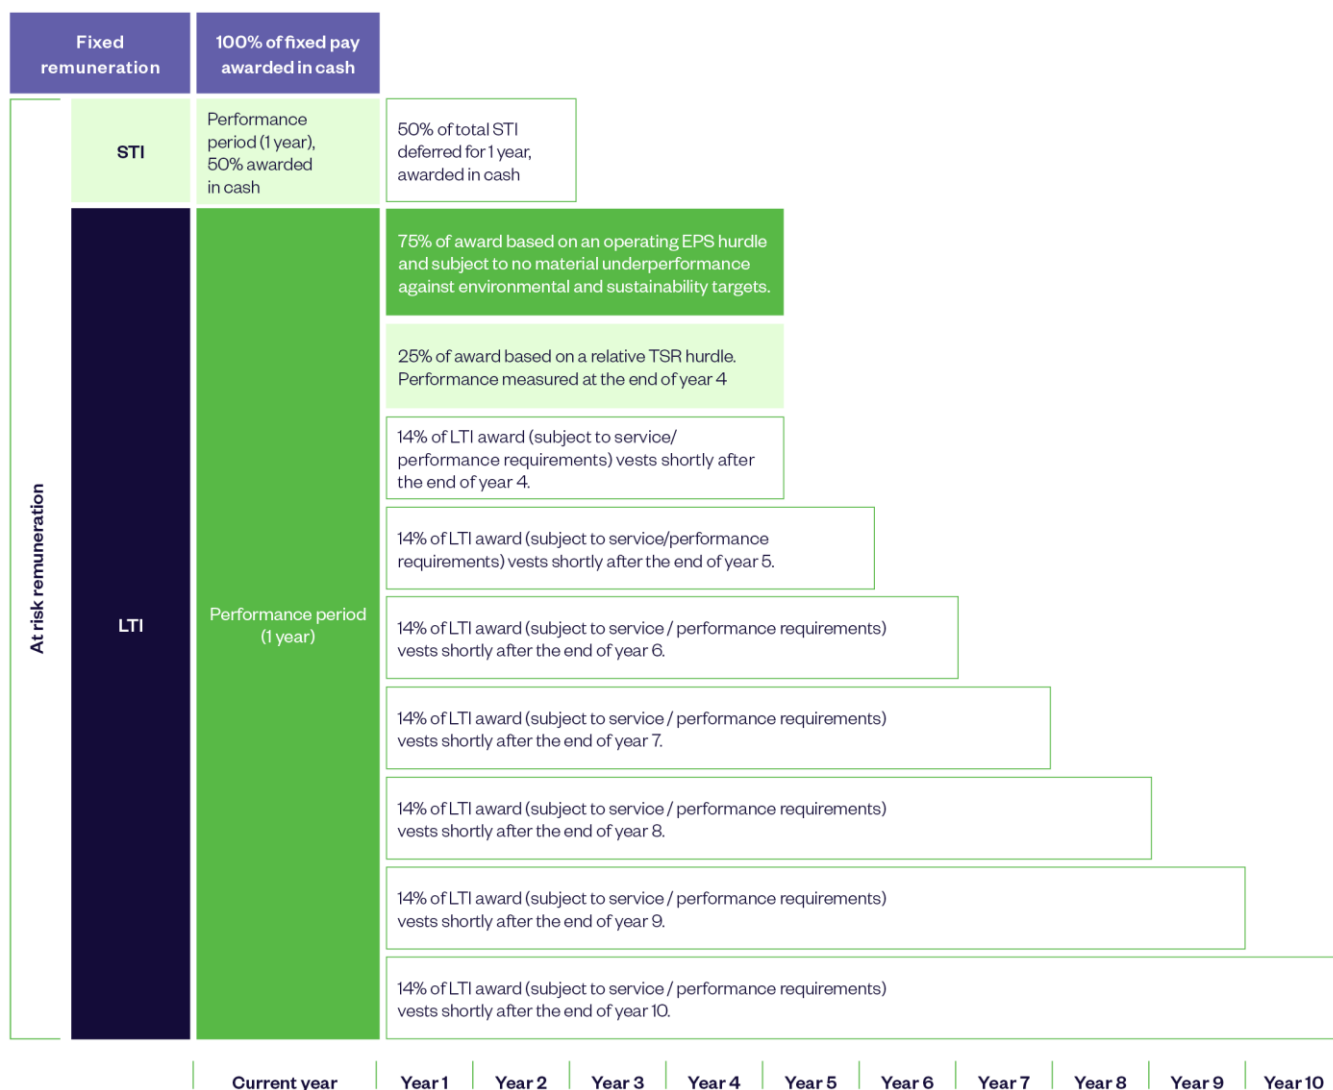 Fixed
remuneration
100% of fixed pay
awarded in cash
At risk remuneration
STI
Performance
period (1 year),
50% awarded
in cash
50% of total STI
deferred for 1 year,
awarded in cash
LTI
Performance period
(1 year)
75% of award based on an operating EPS hurdle
and subject to no material underperformance
against environmental and sustainability targets.
25% of award based on a relative TSR hurdle.
Performance measured at the end of year 4
14% of LTI award (subject to service/
performance requirements) vests shortly after
the end of year 4.
14% of LTI award (subject to service/performance
requirements) vests shortly after the end of year 5.
14% of LTI award (subject to service / performance requirements)
vests shortly after the end of year 6.
14% of LTI award (subject to service / performance requirements)
vests shortly after the end of year 7.
14% of LTI award (subject to service / performance requirements)
vests shortly after the end of year 8.
14% of LTI award (subject to service / performance requirements)
vests shortly after the end of year 9.
14% of LTI award (subject to service / performance requirements)
vests shortly after the end of year 10.
Current year Year 1 Year 2 Year 3 Year 4 Year 5 Year 6 Year 7 Year 8 Year 9 Year 10